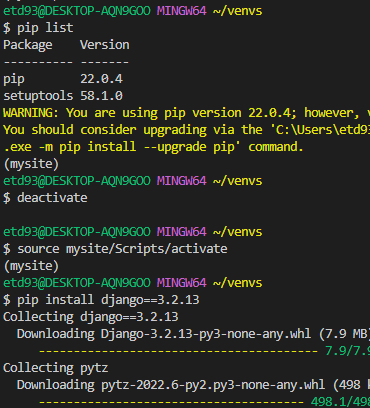 etd93@DESKTOP-AQN9GOO MINGW64 ~/venvs
$ pip list
Package    Version
---------- -------
pip        22.0.4
setuptools 58.1.0
WARNING: You are using pip version 22.0.4; however,
You should consider upgrading via the 'C:\Users\etd93
.exe -m pip install --upgrade pip' command.
(mysite)
etd93@DESKTOP-AQN9GOO MINGW64 ~/venvs
$ deactivate
etd93@DESKTOP-AQN9GOO MINGW64 ~/venvs
$ source mysite/Scripts/activate
(mysite)
etd93@DESKTOP-AQN9GOO MINGW64 ~/venvs
$ pip install django==3.2.13
Collecting django==3.2.13
Downloading Django-3.2.13-py3-none-any.whl (7.9 MB)
---------------------------------------- 7.9/7.9
Collecting pytz
Downloading pytz-2022.6-py2.py3-none-any.whl (498 k
-------------------------------------- 498.1/498